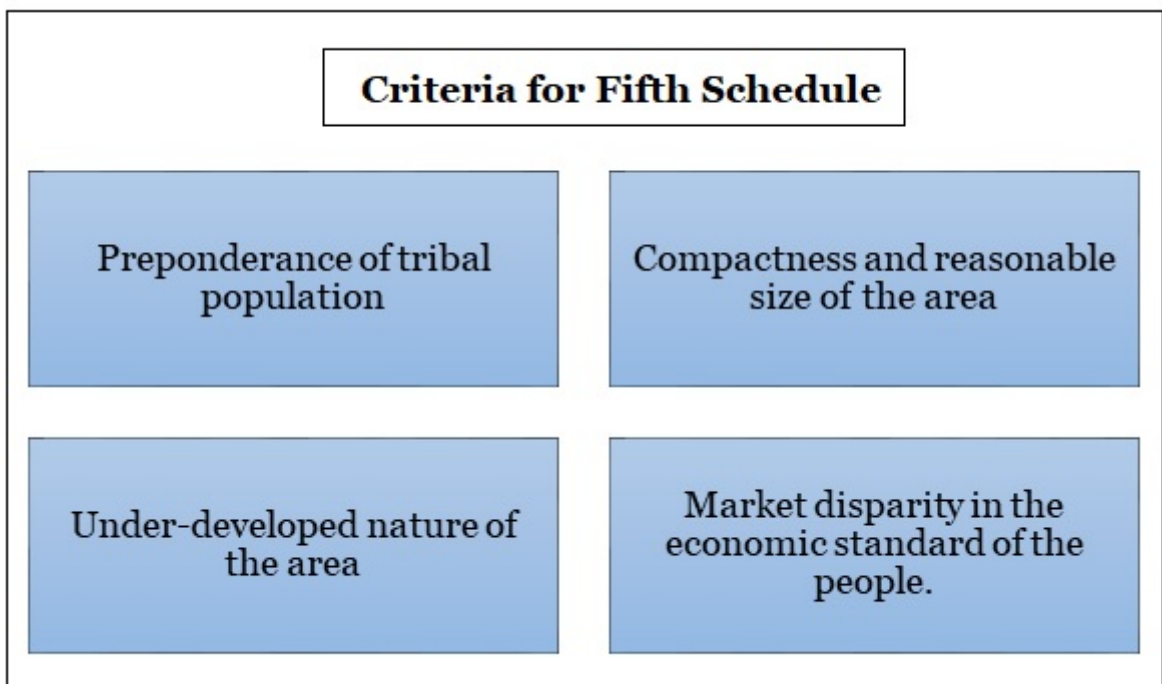 Criteria for Fifth Schedule
Preponderance of tribal
population
Compactness and reasonable
size of the area
Under-developed nature of
the area
Market disparity in the
economic standard of the
people.